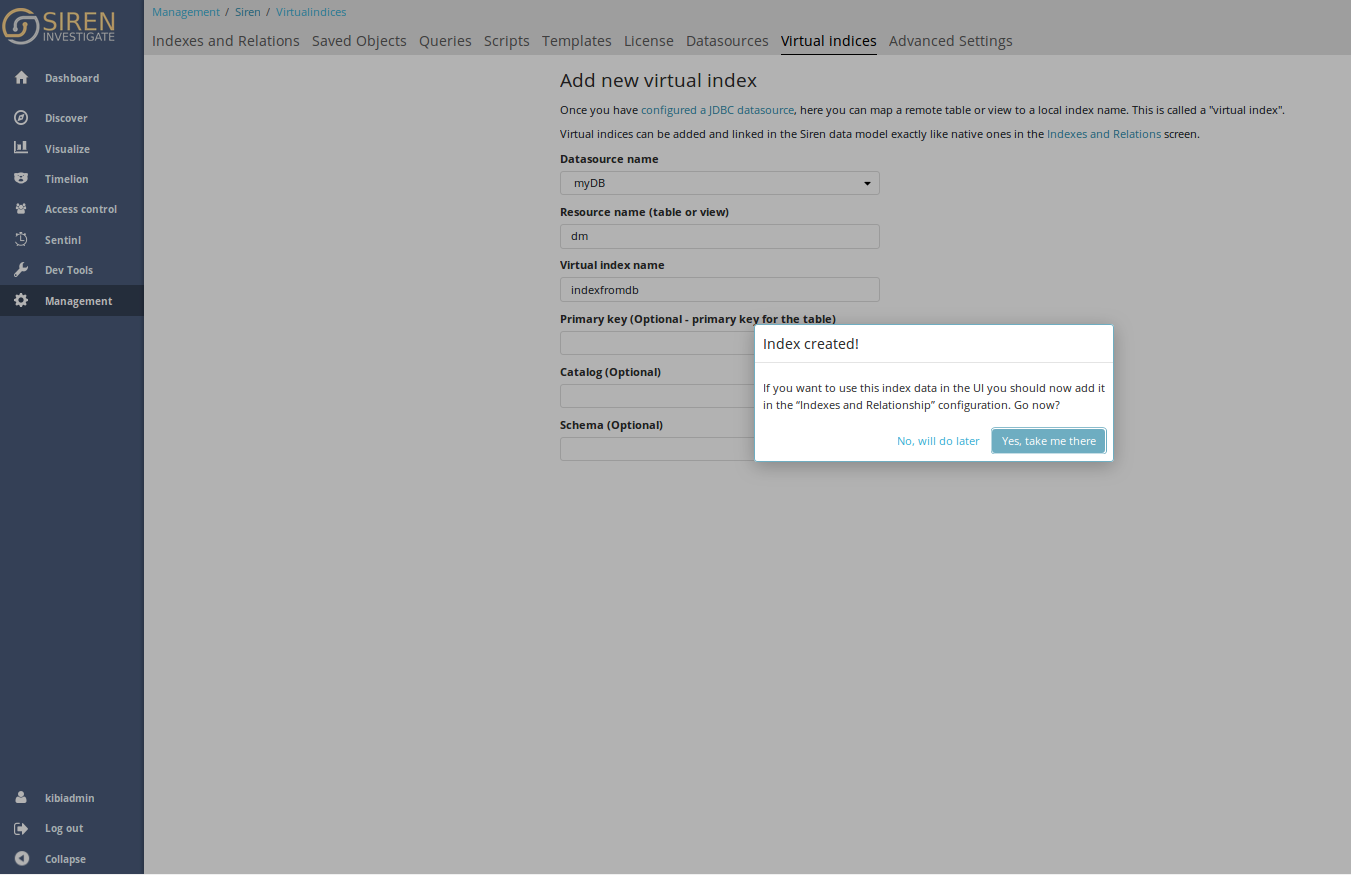 SIREN
INVESTIGATE
Dashboard
Discover
Visualize
Timelion
Access control
Sentinl
Dev Tools
Management
kibiadmin
Log out
Collapse
Management / Siren / Virtualindices
Indexes and Relations Saved Objects Queries Scripts Templates License Datasources Virtual indices Advanced Settings
Add new virtual index
Once you have configured a JDBC datasource, here you can map a remote table or view to a local index name. This is called a "virtual index".
Virtual indices can be added and linked in the Siren data model exactly like native ones in the Indexes and Relations screen.
Datasource name
myDB
Resource name (table or view)
dm
Virtual index name
indexfromdb
Primary key (Optional - primary key for the table)
Catalog (Optional)
Schema (Optional)
Index created!
If you want to use this index data in the UI you should now add it
in the “Indexes and Relationship” configuration. Go now?
No, will do later Yes, take me there